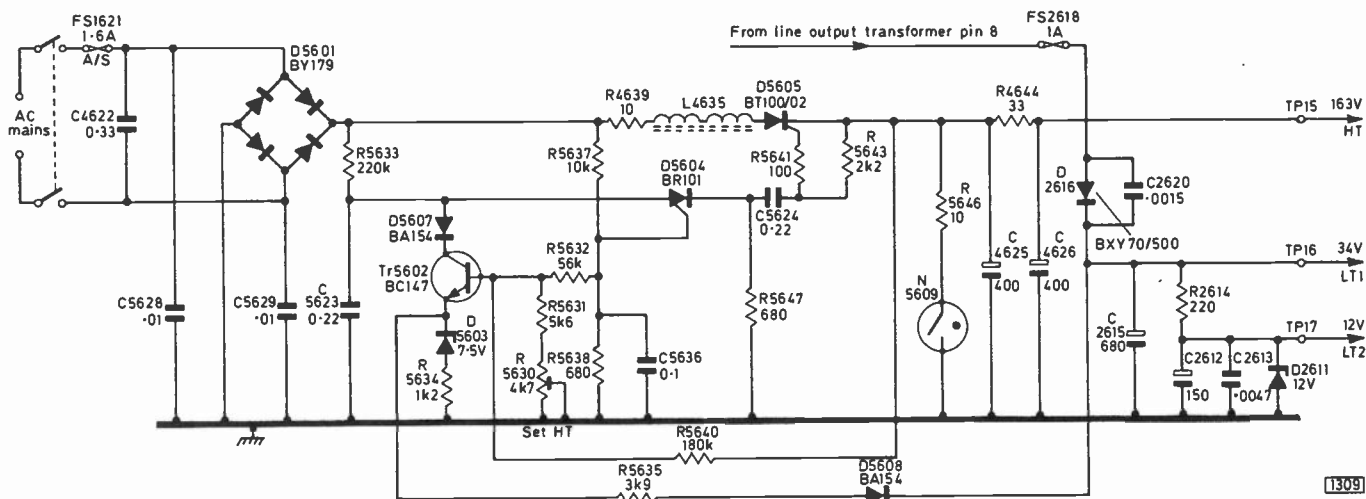 FS1621
1·6A
A/S
AC
mains
C4622
0·33
D5601
BY179
C5628
·01
C5629
·01
R5633
220k
C
5623
0·22
D5607
BA154
Tr5602
BC147
D
5603
7·5V
R
5634
1k2
R5632
56k
R5631
5k6
R
5630
4k7
Set HT
R5637
10k
R5638
680
C5636
0·1
R4639
10
L4635
D5605
BT100/02
D5604
BR101
R5641
100
R
5643
2k2
C5624
0·22
R5647
680
R5640
180k
R5635
3k9
D5608
BA154
R
5646
10
N
5609
C
4625
400
C
4626
400
R4644
33
From line output transformer pin 8
FS2618
1A
D
2616
C2620
·0015
BXY70/500
TP15
163V
HT
TP16
34V
LT1
C
2615
680
R2614
220
TP17
12V
LT2
C2612
150
C2613
·0047
D2611
12V
1309